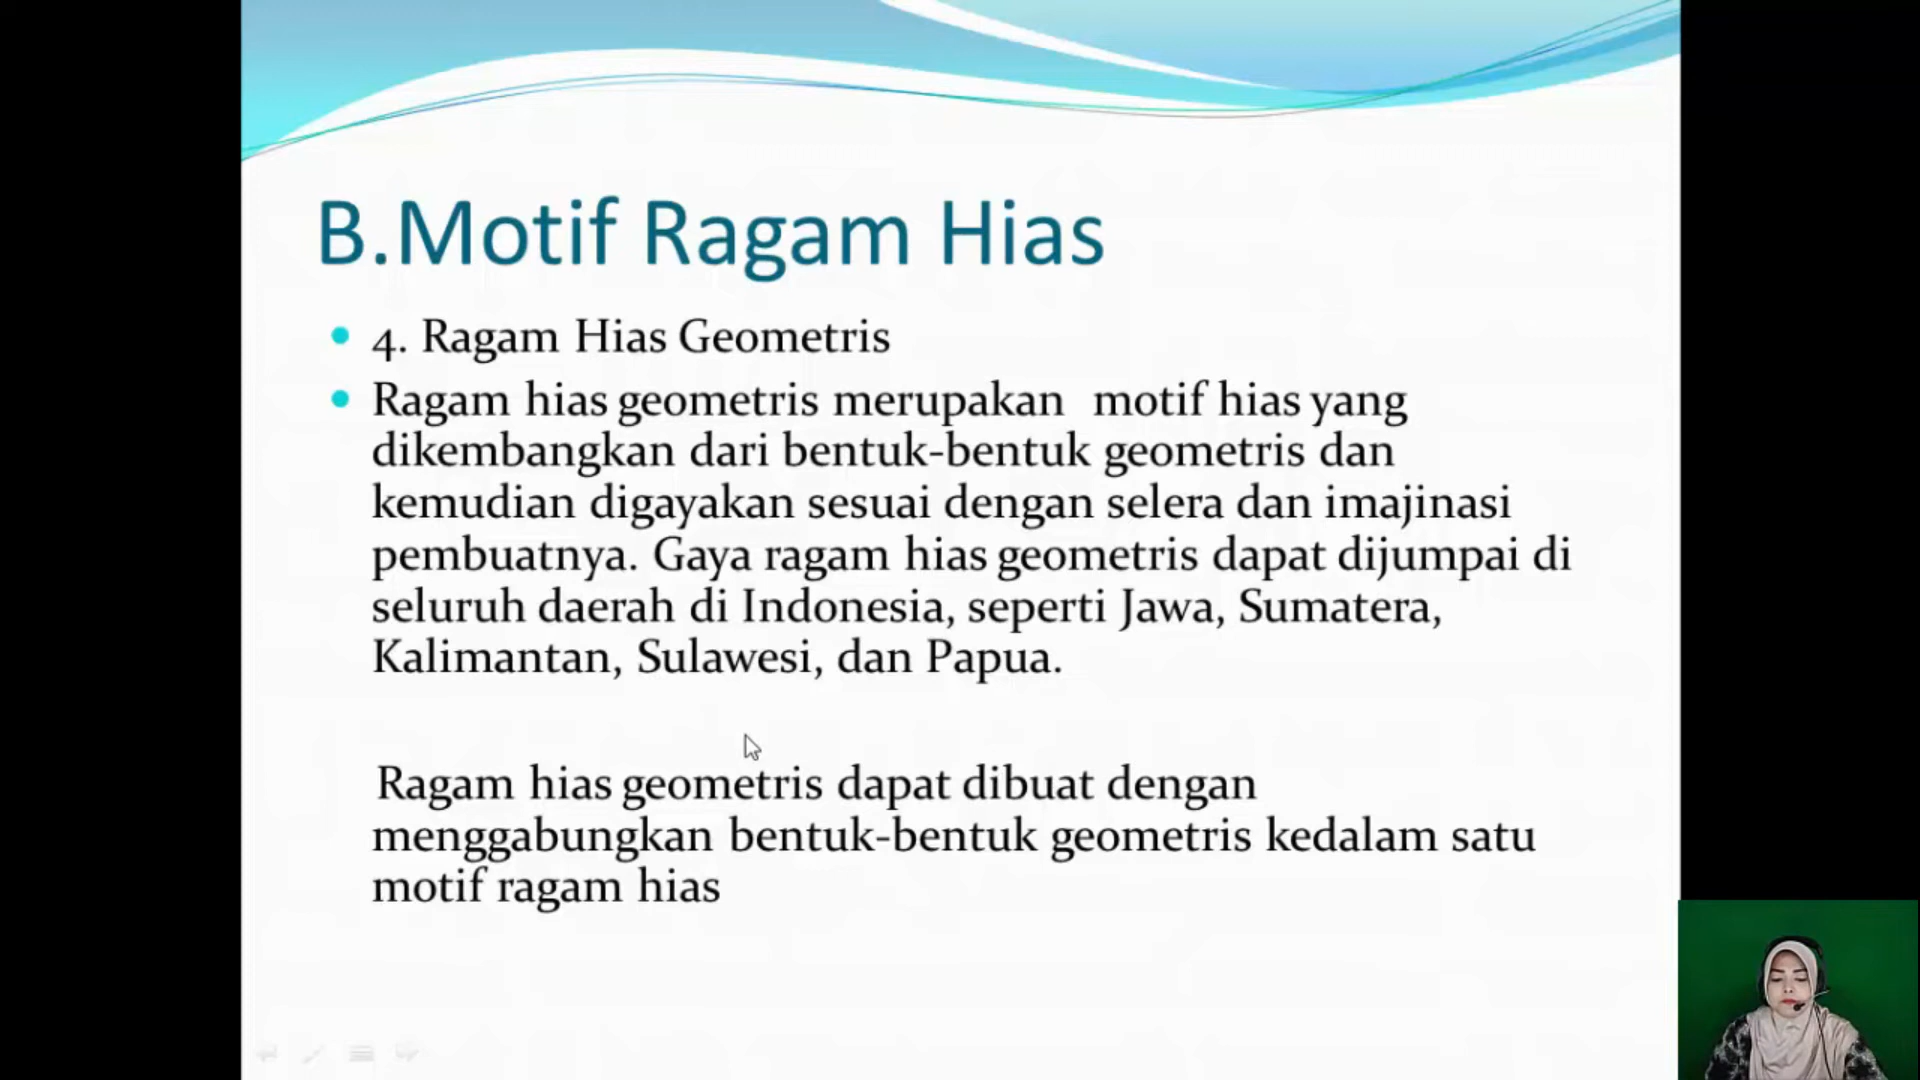 B.Motif Ragam Hias
4. Ragam Hias Geometris
Ragam hias geometris merupakan  motif hias yang
dikembangkan dari bentuk-bentuk geometris dan
kemudian digayakan sesuai dengan selera dan imajinasi
pembuatnya. Gaya ragam hias geometris dapat dijumpai di
seluruh daerah di Indonesia, seperti Jawa, Sumatera,
Kalimantan, Sulawesi, dan Papua.
Ragam hias geometris dapat dibuat dengan
menggabungkan bentuk-bentuk geometris kedalam satu
motif ragam hias